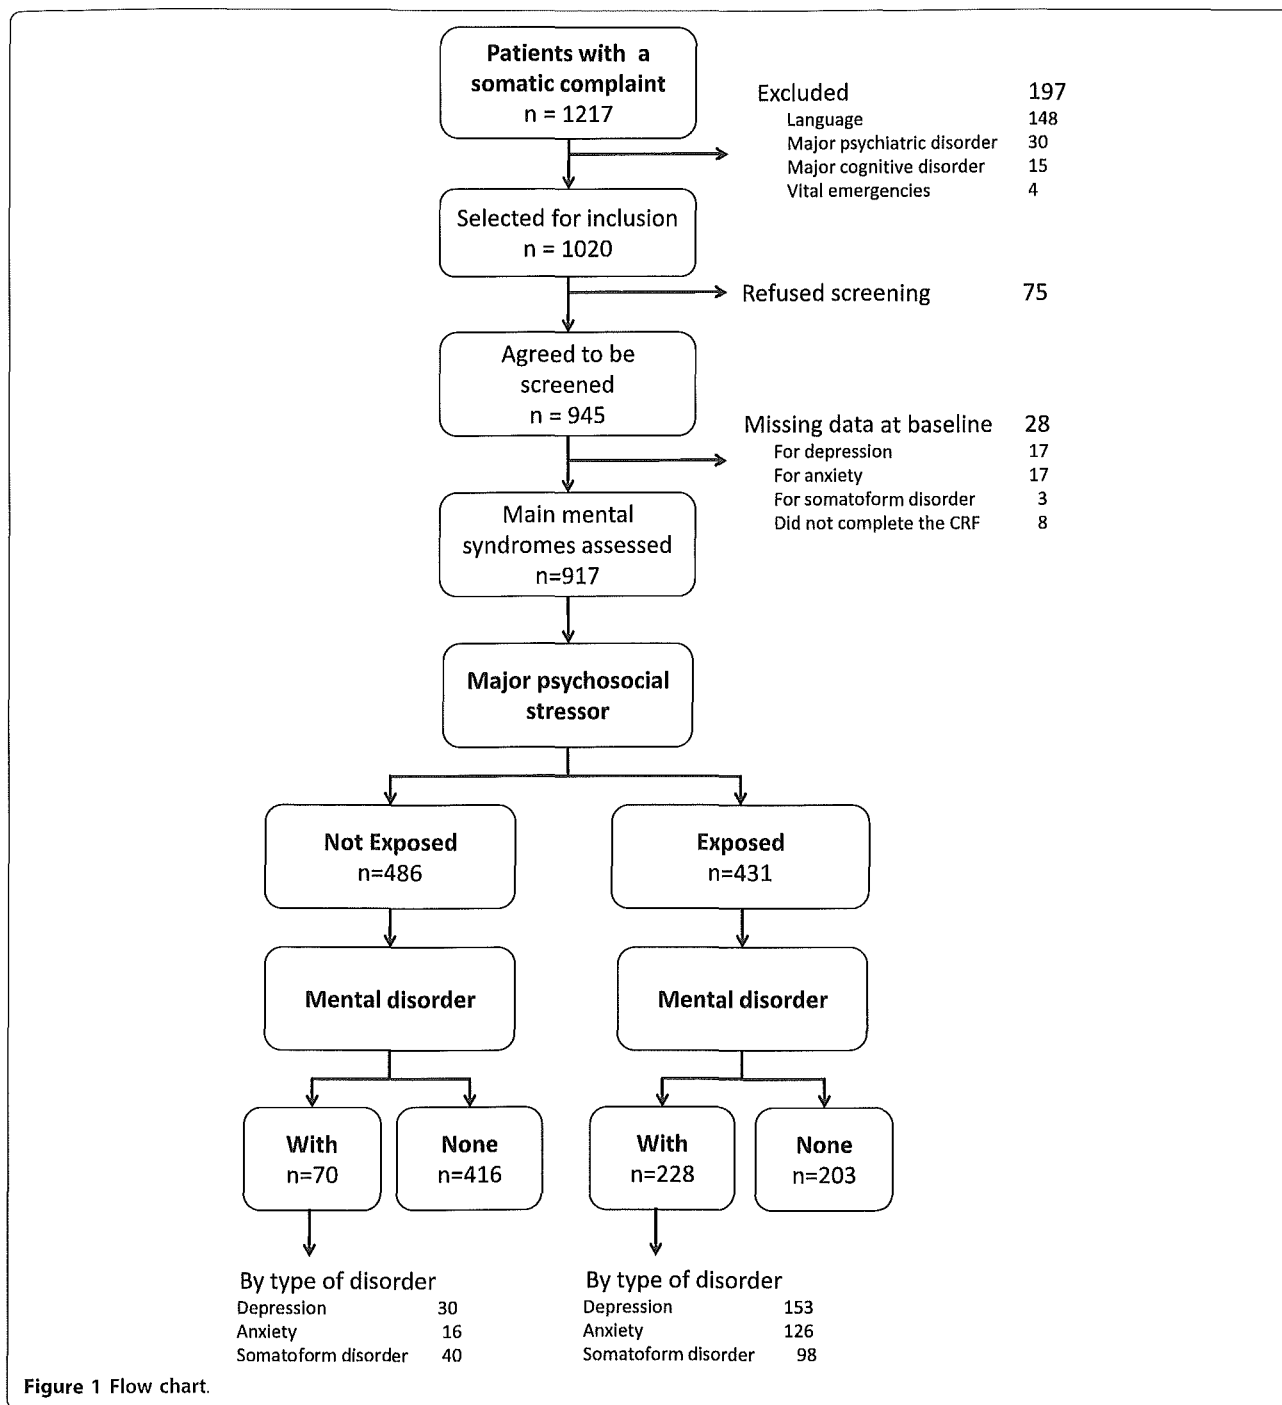 Patients with a
somatic complaint
n = 1217
Excluded 197
Language 148
Major psychiatric disorder 30
Major cognitive disorder 15
Vital emergencies 4
Selected for inclusion
n = 1020
Refused screening 75
Agreed to be
screened
n = 945
Missing data at baseline 28
For depression 17
For anxiety 17
For somatoform disorder 3
Did not complete the CRF 8
Main mental
syndromes assessed
n=917
Major psychosocial
stressor
Not Exposed
n=486
Exposed
n=431
Mental disorder
Mental disorder
With
n=70
None
n=416
With
n=228
None
n=203
By type of disorder
Depression 30
Anxiety 16
Somatoform disorder 40
By type of disorder
Depression 153
Anxiety 126
Somatoform disorder 98
Figure 1 Flow chart.